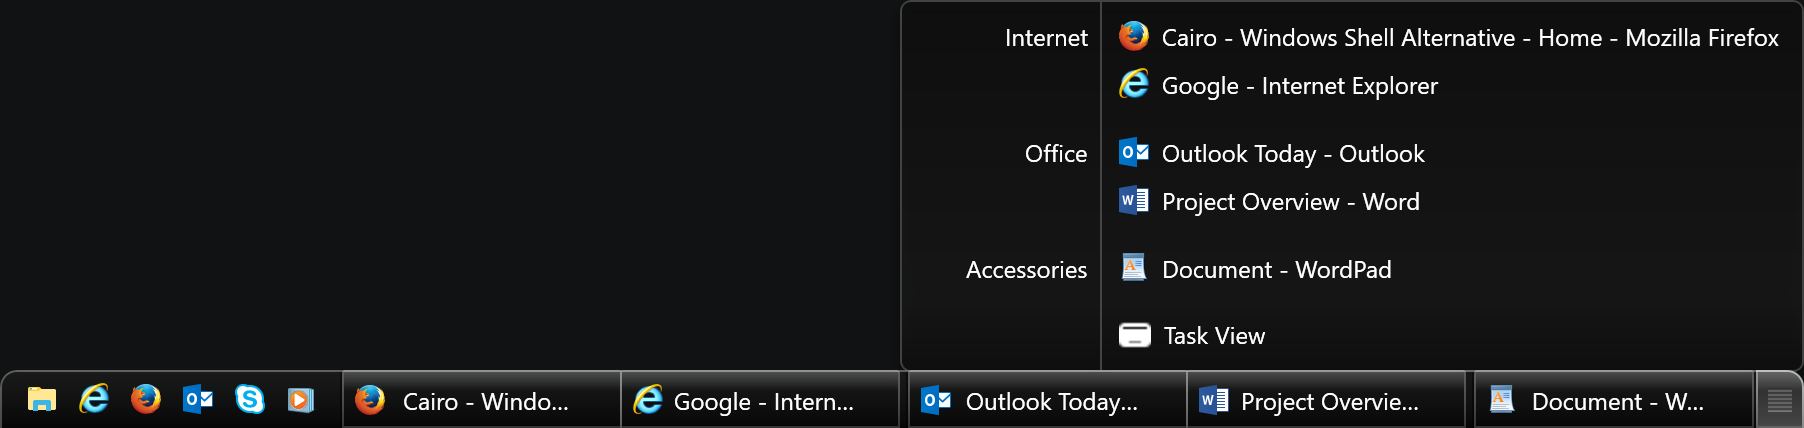 Internet
Cairo - Windows Shell Alternative - Home - Mozilla Firefox
Google - Internet Explorer
Office
Outlook Today - Outlook
Project Overview - Word
Accessories
Document - WordPad
Task View
Cairo - Windo...
Google - Intern...
Outlook Today...
Project Overvie...
Document - W...